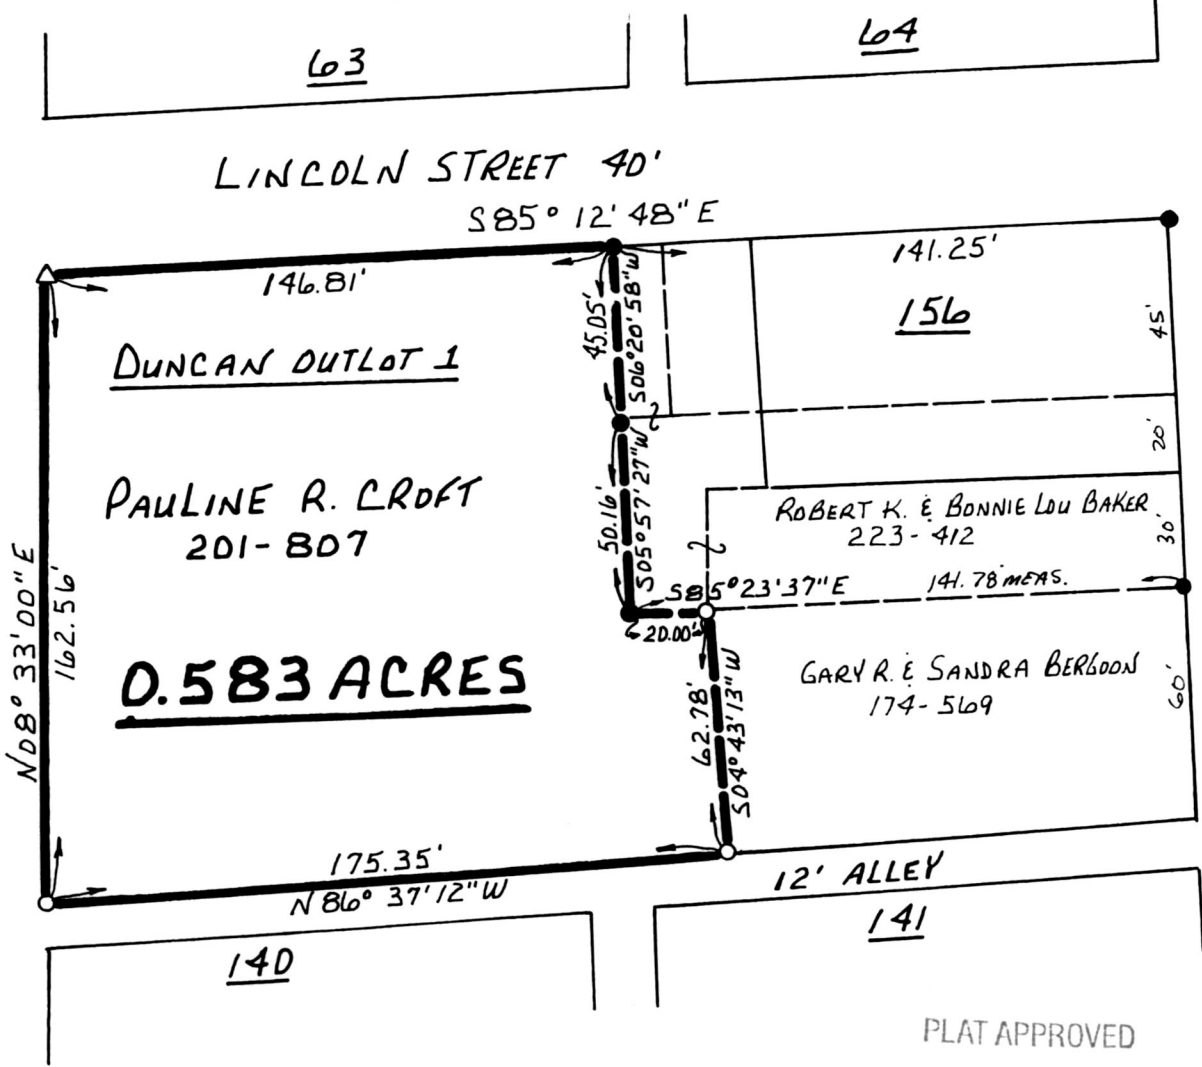 63
64
LINCOLN STREET 40'
S85° 12' 48" E
146.81'
141.25'
156
45'
45.05'
S06°20'58"W
DUNCAN OUTLOT 1
20'
PAULINE R. CROFT
201-807
50.16'
S05°57'27"W
ROBERT K. & BONNIE LOU BAKER
223-412
30'
N08° 33'00"E
162.56'
S85°23'37"E
141.78' MEAS.
20.00'
0.583 ACRES
62.78'
S04°43'13"W
GARY R. & SANDRA BERGOON
174-569
60'
175.35'
N86° 37'12"W
12' ALLEY
140
141
PLAT APPROVED